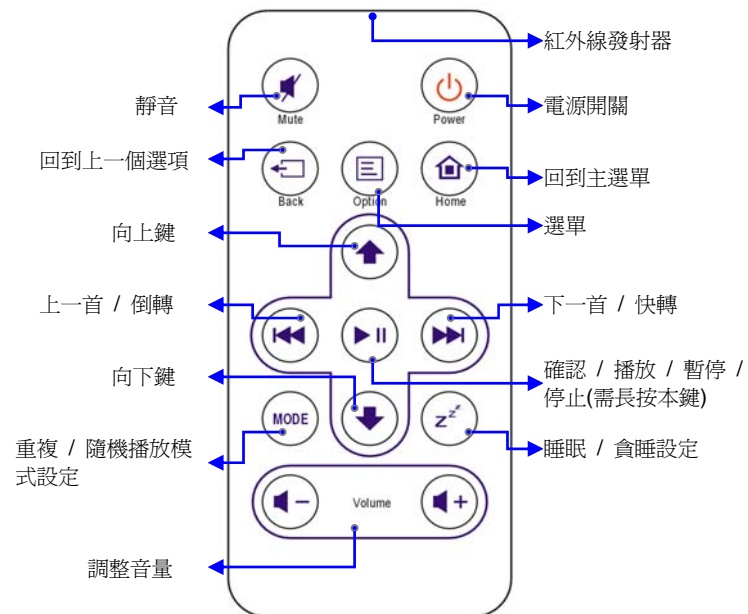 紅外線發射器
靜音
電源開關
Mute
Power
回到上一個選項
回到主選單
Back
Option
Home
向上鍵
選單
上一首 / 倒轉
下一首 / 快轉
向下鍵
確認 / 播放 / 暫停 /
停止(需長按本鍵)
MODE
zzz
重複 / 隨機播放模
式設定
睡眠 / 貪睡設定
Volume
調整音量